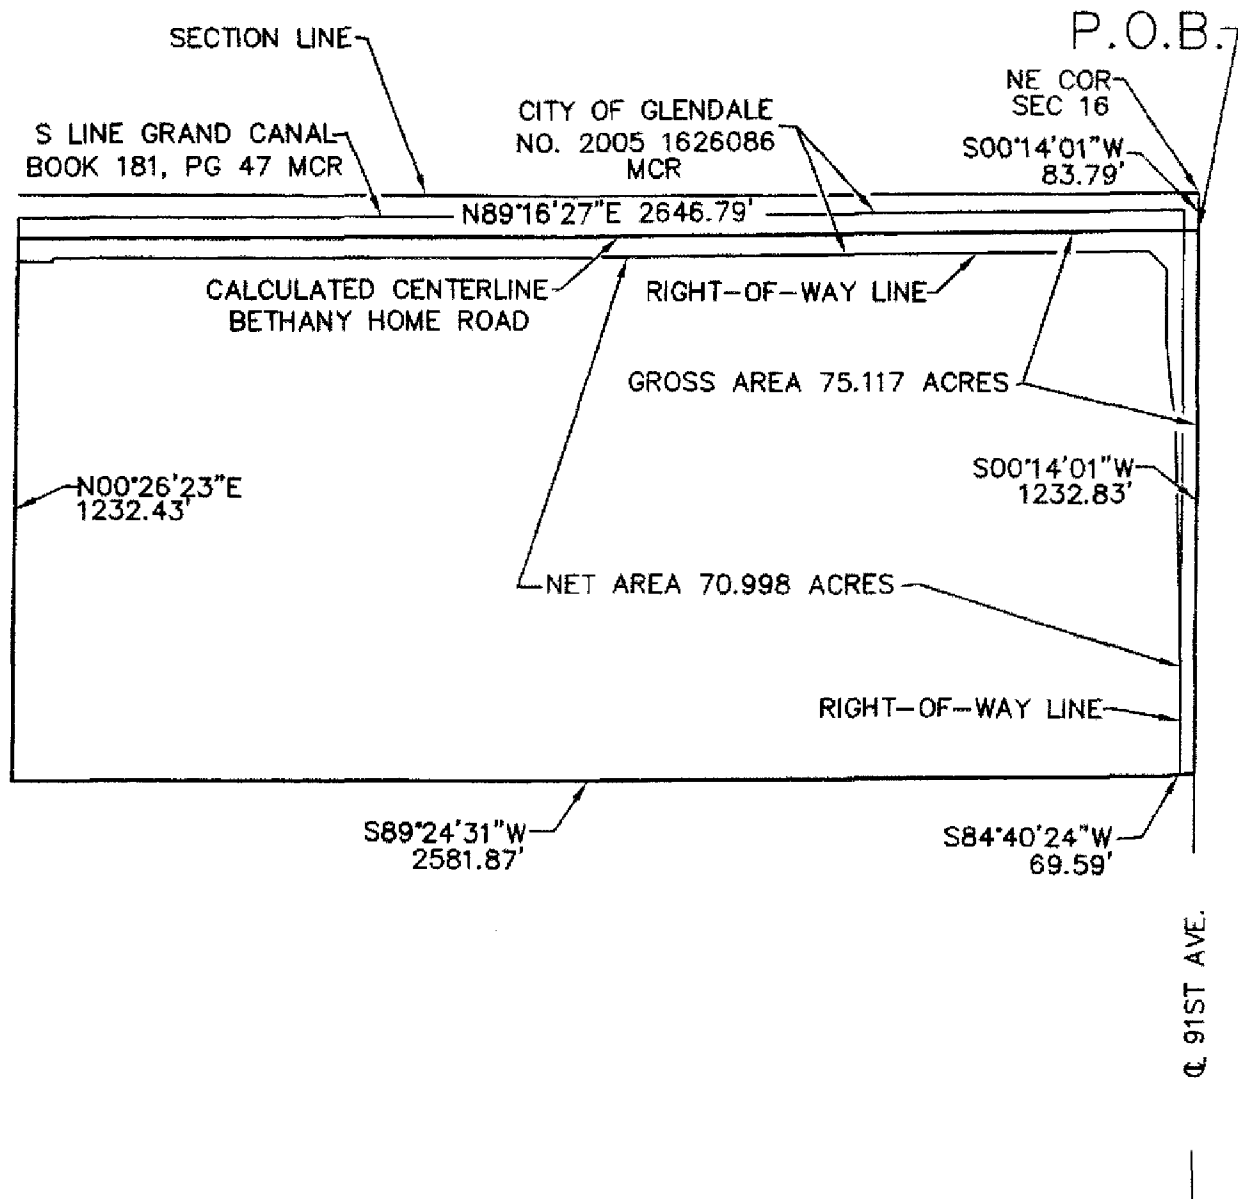 P.O.B.
SECTION LINE
NE COR
SEC 16
S LINE GRAND CANAL
BOOK 181, PG 47 MCR
CITY OF GLENDALE
NO. 2005 1626086
MCR
S00°14'01"W
83.79'
N89°16'27"E 2646.79'
CALCULATED CENTERLINE
BETHANY HOME ROAD
RIGHT-OF-WAY LINE
GROSS AREA 75.117 ACRES
N00°26'23"E
1232.43'
S00°14'01"W
1232.83'
NET AREA 70.998 ACRES
RIGHT-OF-WAY LINE
S89°24'31"W
2581.87'
S84°40'24"W
69.59'
℄ 91ST AVE.